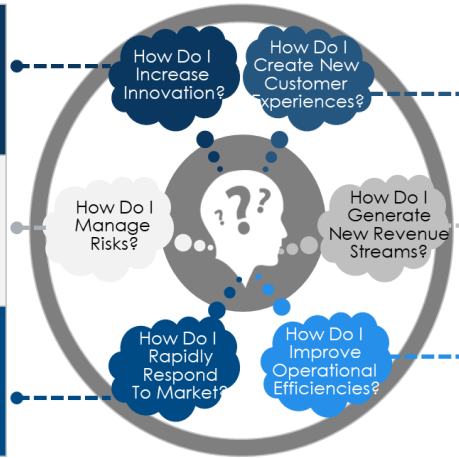 How Do I
Increase
Innovation?
How Do I
Create New
Customer
Experiences?
How Do I
Manage
Risks?
? ? ?
How Do I
Generate
New Revenue
Streams?
How Do I
Rapidly
Respond
To Market?
How Do I
Improve
Operational
Efficiencies?